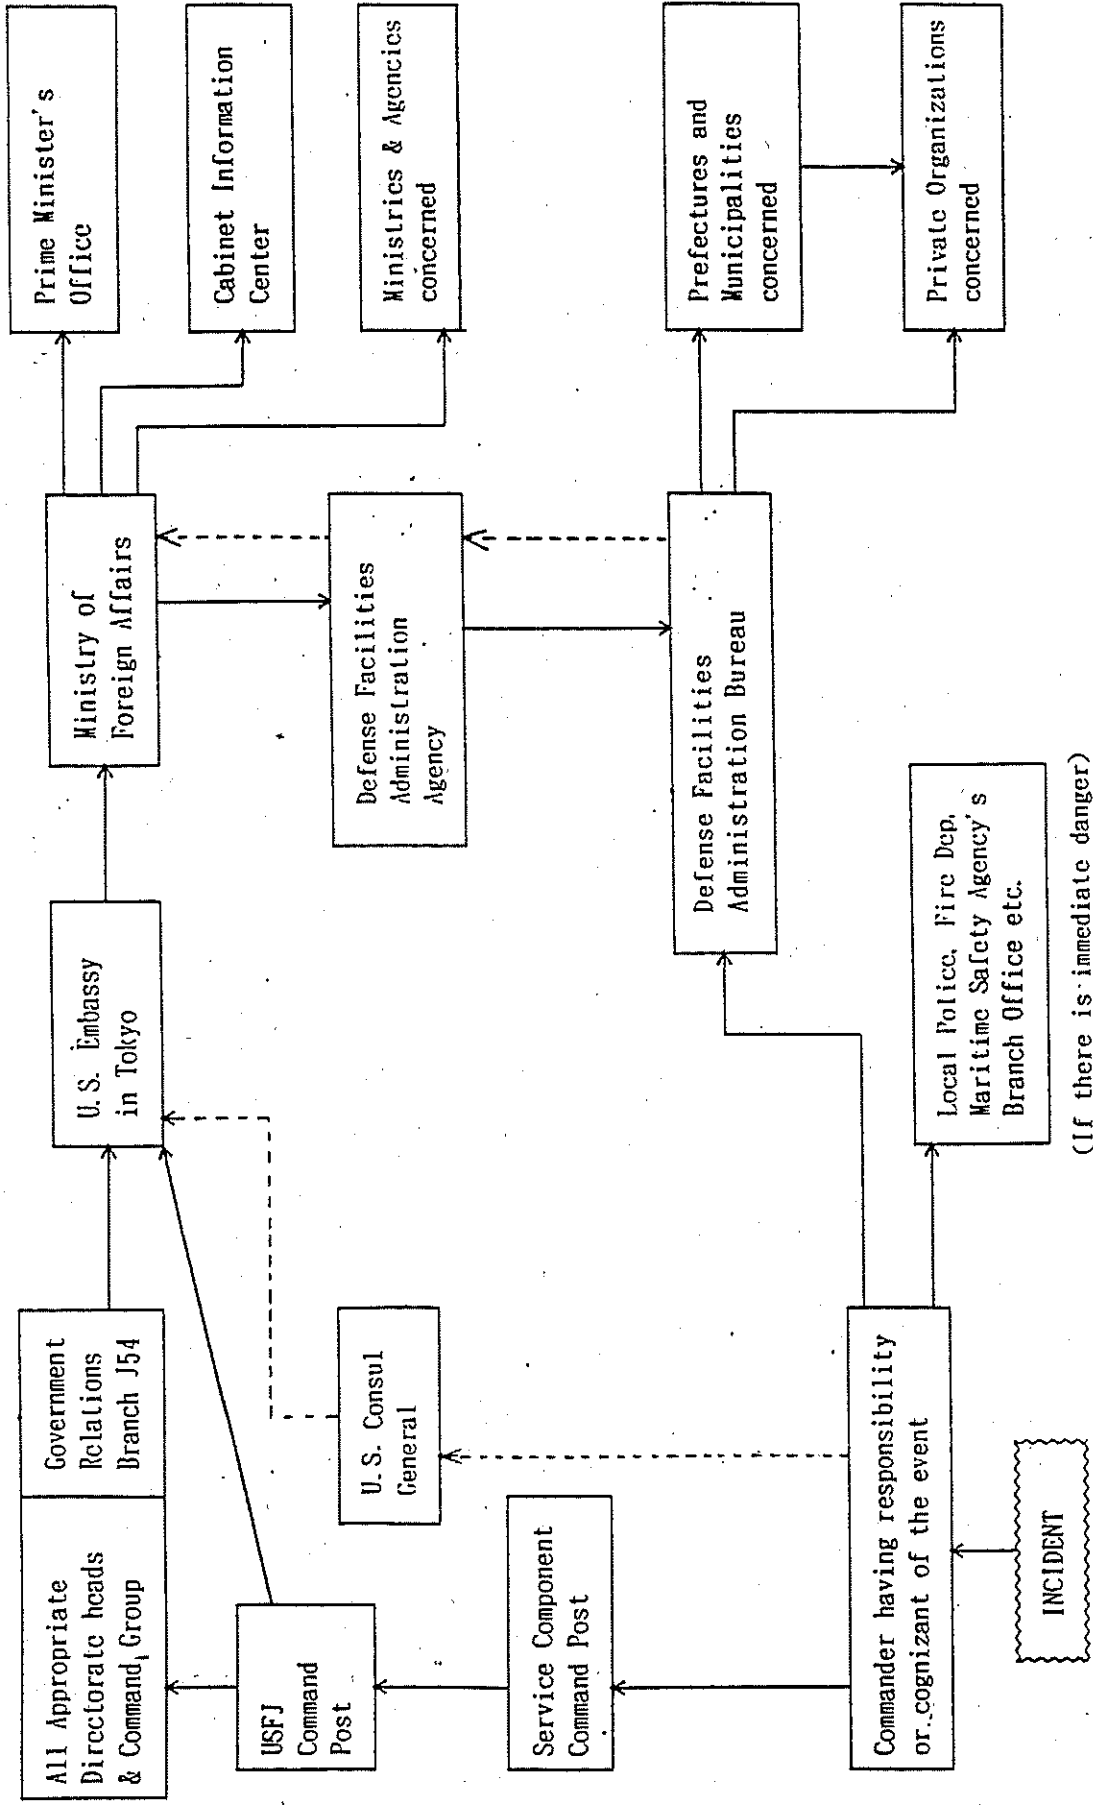 All Appropriate
Directorate heads
& Command Group
Government
Relations
Branch J54
U.S. Embassy
in Tokyo
Ministry of
Foreign Affairs
Prime Minister's
Office
Cabinet Information
Center
Ministries & Agencies
concerned
USFJ
Command
Post
U.S. Consul
General
Defense Facilities
Administration
Agency
Service Component
Command Post
Defense Facilities
Administration Bureau
Prefectures and
Municipalities
concerned
Private Organizations
concerned
Commander having responsibility
or cognizant of the event
Local Police, Fire Dep,
Maritime Safety Agency's
Branch Office etc.
(If there is immediate danger)
INCIDENT